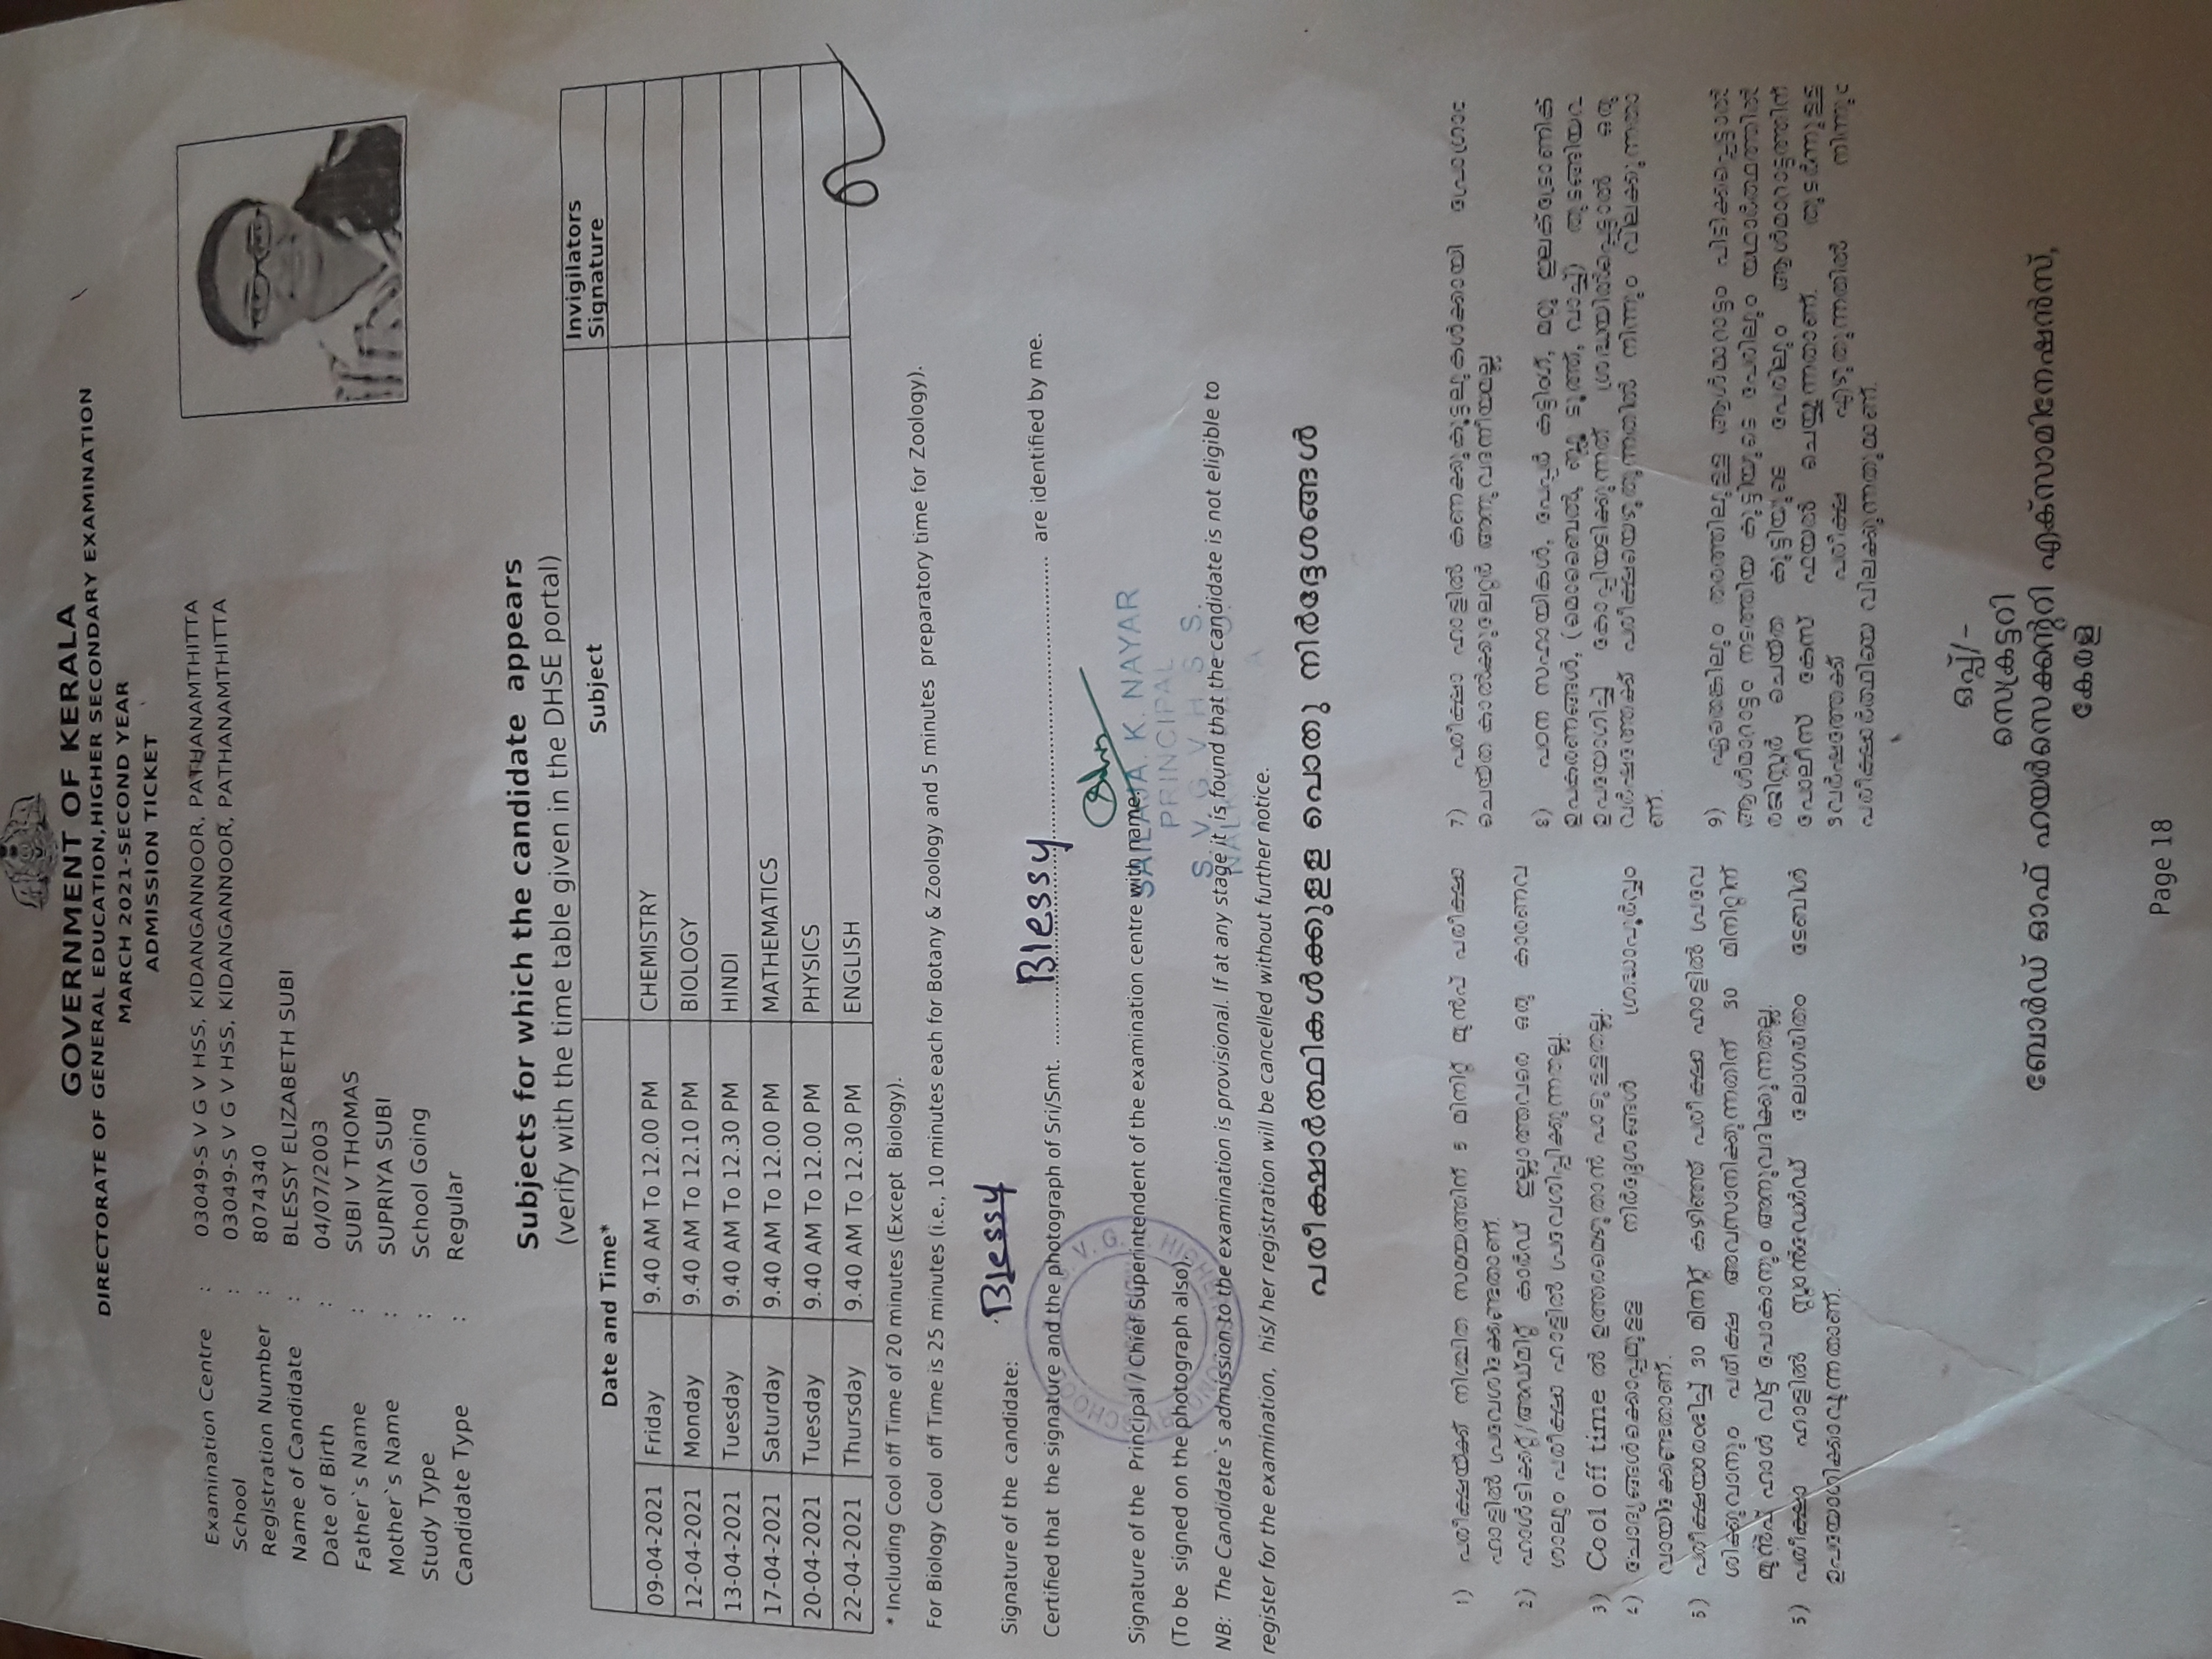 GOVERNMENT OF KERALA
DIRECTORATE OF GENERAL EDUCATION,HIGHER SECONDARY EXAMINATION
MARCH 2021-SECOND YEAR
ADMISSION TICKET
Examination Centre : 03049-S V G V HSS, KIDANGANNOOR, PATHANAMTHITTA
School : 03049-S V G V HSS, KIDANGANNOOR, PATHANAMTHITTA
Registration Number : 8074340
Name of Candidate : BLESSY ELIZABETH SUBI
Date of Birth : 04/07/2003
Father`s Name : SUBI V THOMAS
Mother`s Name : SUPRIYA SUBI
Study Type : School Going
Candidate Type : Regular
Subjects for which the candidate appears
(verify with the time table given in the DHSE portal)
Date and Time* Subject Invigilators Signature
09-04-2021 Friday 9.40 AM To 12.00 PM CHEMISTRY
12-04-2021 Monday 9.40 AM To 12.10 PM BIOLOGY
13-04-2021 Tuesday 9.40 AM To 12.30 PM HINDI
17-04-2021 Saturday 9.40 AM To 12.00 PM MATHEMATICS
20-04-2021 Tuesday 9.40 AM To 12.00 PM PHYSICS
22-04-2021 Thursday 9.40 AM To 12.30 PM ENGLISH
* Including Cool off Time of 20 minutes (Except Biology).
For Biology Cool off Time is 25 minutes (i.e., 10 minutes each for Botany & Zoology and 5 minutes preparatory time for Zoology).
Signature of the candidate: Blessy
Certified that the signature and the photograph of Sri/Smt. Blessy are identified by me.
Signature of the Principal / Chief Superintendent of the examination centre with name.
SAILAJA. K. NAYAR
PRINCIPAL
S. V. G. V. H. S. S.
(To be signed on the photograph also).
NB: The Candidate`s admission to the examination is provisional. If at any stage it is found that the candidate is not eligible to
register for the examination, his/ her registration will be cancelled without further notice.
പരീക്ഷാർത്ഥികൾക്കുളള പൊതു നിർദ്ദേശങ്ങൾ
1) പരീക്ഷയ്ക്ക് നിശ്ചിത സമയത്തിന് 5 മിനിറ്റ് മുൻപ് പരീക്ഷാ
ഹാളിൽ പ്രവേശിക്കേണ്ടതാണ്.
2) ഹാൾടിക്കറ്റ്/അഡ്മിറ്റ് കാർഡ് ഇല്ലാത്തവരെ ഒരു കാരണവ
ശാലും പരീക്ഷാ ഹാളിൽ പ്രവേശിപ്പിക്കുന്നതല്ല.
3) Cool off time ൽ ഉത്തരമെഴുതാൻ പാടുളളതല്ല.
4) ചോദ്യങ്ങൾക്കൊപ്പമുളള നിർദ്ദേശങ്ങൾ ശ്രദ്ധാപൂർവ്വം
വായിക്കേണ്ടതാണ്.
5) പരീക്ഷയാരംഭിച്ച് 30 മിനിറ്റ് കഴിഞ്ഞ് പരീക്ഷാ ഹാളിൽ പ്രവേ
ശിക്കുവാനും പരീക്ഷ അവസാനിക്കുന്നതിന് 30 മിനിറ്റിന്
മുൻപ് ഹാൾ വിട്ട് പോകാനും അനുവദിക്കുന്നതല്ല.
6) പരീക്ഷാ ഹാളിൽ സ്റ്റാൻഡേർഡ് ലോഗരിതം ടേബിൾ
ഉപയോഗിക്കാവുന്നതാണ്.
7) പരീക്ഷാ ഹാളിൽ കണക്കുകൂട്ടലുകൾക്കായി പ്രോഗ്രാം
ചെയ്ത കാൽക്കുലേറ്റർ അനുവദനീയമല്ല
8) പഠന സഹായികൾ, പേപ്പർ കട്ടിംഗ്, മറ്റു ഇലക്ട്രോണിക്
ഉപകരണങ്ങൾ, (മൊബൈൽ, ബ്ലൂ ടൂത്ത്, വാച്ച്) തുടങ്ങിയവ
ഉപയോഗിച്ച് കോപ്പിയടിക്കുന്നത് ശ്രദ്ധയിൽപ്പെട്ടാൽ ഒരു
വർഷത്തേക്ക് പരീക്ഷയെഴുതുന്നതിൽ നിന്നും വിലക്കുന്നതാ
ണ്.
9) ഏതെങ്കിലും തരത്തിലുളള ആൾമാറാട്ടം പിടിക്കപ്പെട്ടാൽ
ആൾമാറാട്ടം നടത്തിയ കുട്ടിയുടെ പേരിലും യഥാർത്ഥത്തിൽ
രജിസ്റ്റർ ചെയ്ത കുട്ടിയുടെ പേരിലും ആൾമാറാട്ടത്തിന്
പോലീസ് കേസ് ഫയൽ ചെയ്യുന്നതാണ്. തുടർന്നുളള
3വർഷത്തേക്ക് പരീക്ഷ എഴുതുന്നതിൽ നിന്നും
പരീക്ഷാർത്ഥിയെ വിലക്കുന്നതുമാണ്.
ഒപ്പ്/-
സെക്രട്ടറി
ബോർഡ് ഓഫ് ഹയർസെക്കന്ററി എക്സാമിനേഷൻസ്,
കേരള
Page 18